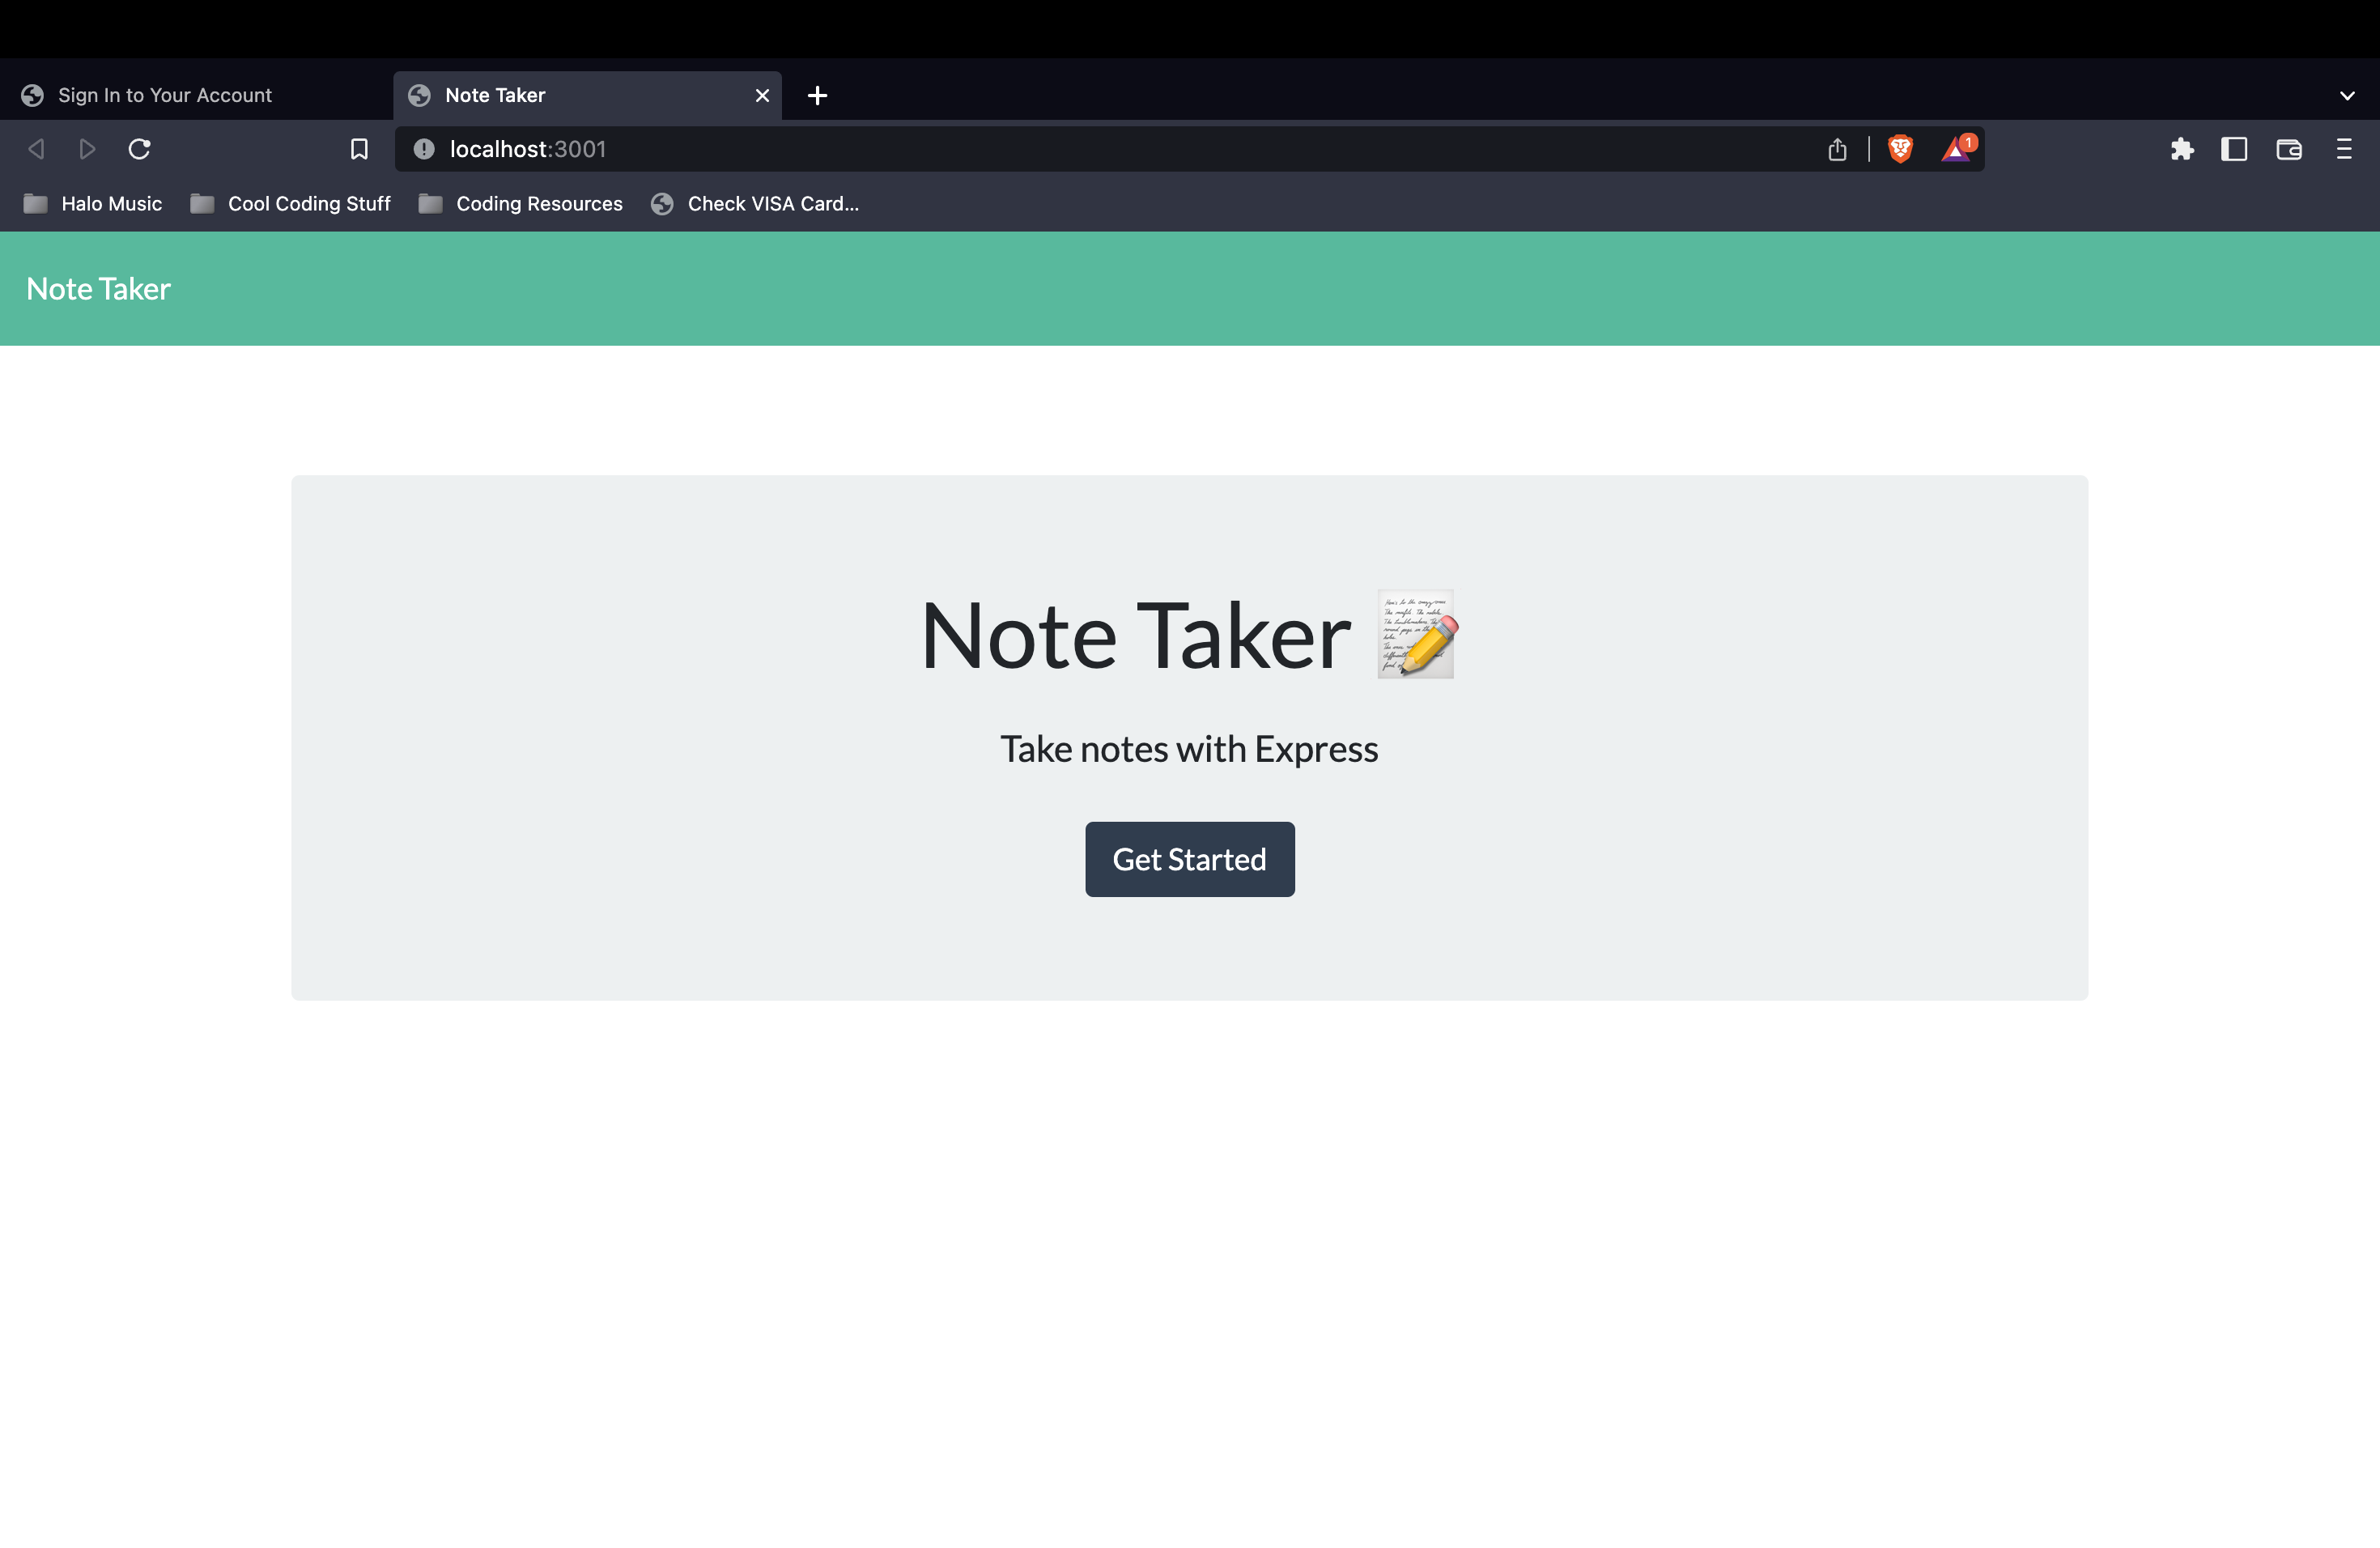 Sign In to Your Account
Note Taker
localhost:3001
1
Halo Music
Cool Coding Stuff
Coding Resources
Check VISA Card...
Note Taker
Note Taker
Take notes with Express
Get Started